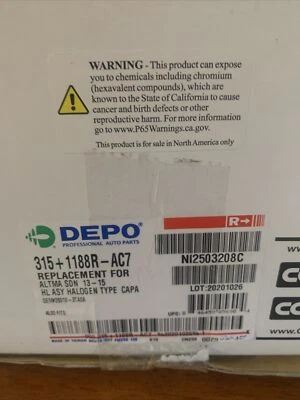 WARNING - This product can expose
you to chemicals including chromium
(hexavalent compounds), which are
known to the State of California to cause
cancer and birth defects or other
reproductive harm. For more information
go to www.P65Warnings.ca.gov.
This product is for sale in North America only
DEPO
PROFESSIONAL AUTO PARTS
R
315+1188R-AC7
REPLACEMENT FOR
ALTMA SDN 13-15
HL ASY HALOGEN TYPE CAPA
NI2503208C
LOT:20201026
ALSO FITS: